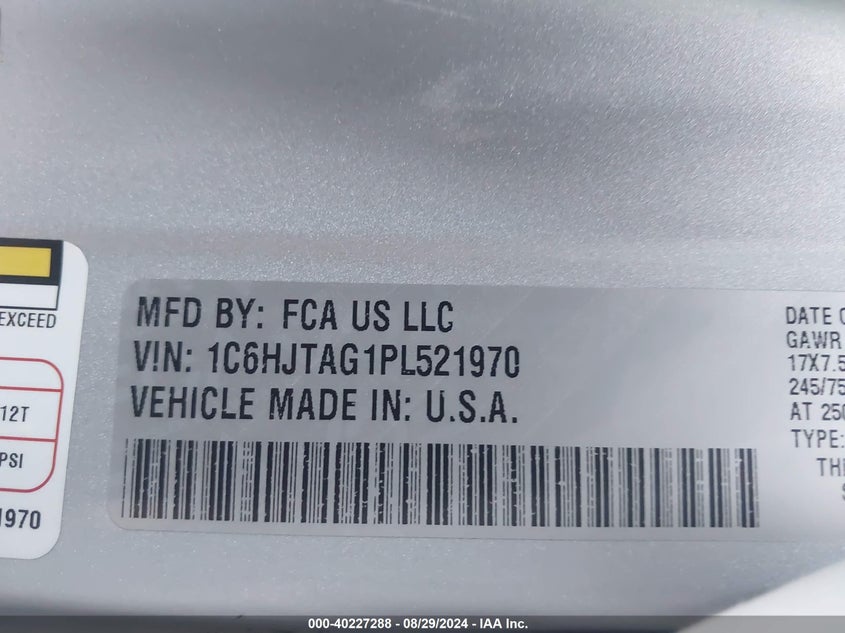 EXCEED
12T
PSI
1970
MFD BY: FCA US LLC
VIN: 1C6HJTAG1PL521970
VEHICLE MADE IN: U.S.A.
DATE O
GAWR
17X7.5
245/75
AT 250
TYPE:
TH
S
000-40227288 - 08/29/2024 - IAA Inc.